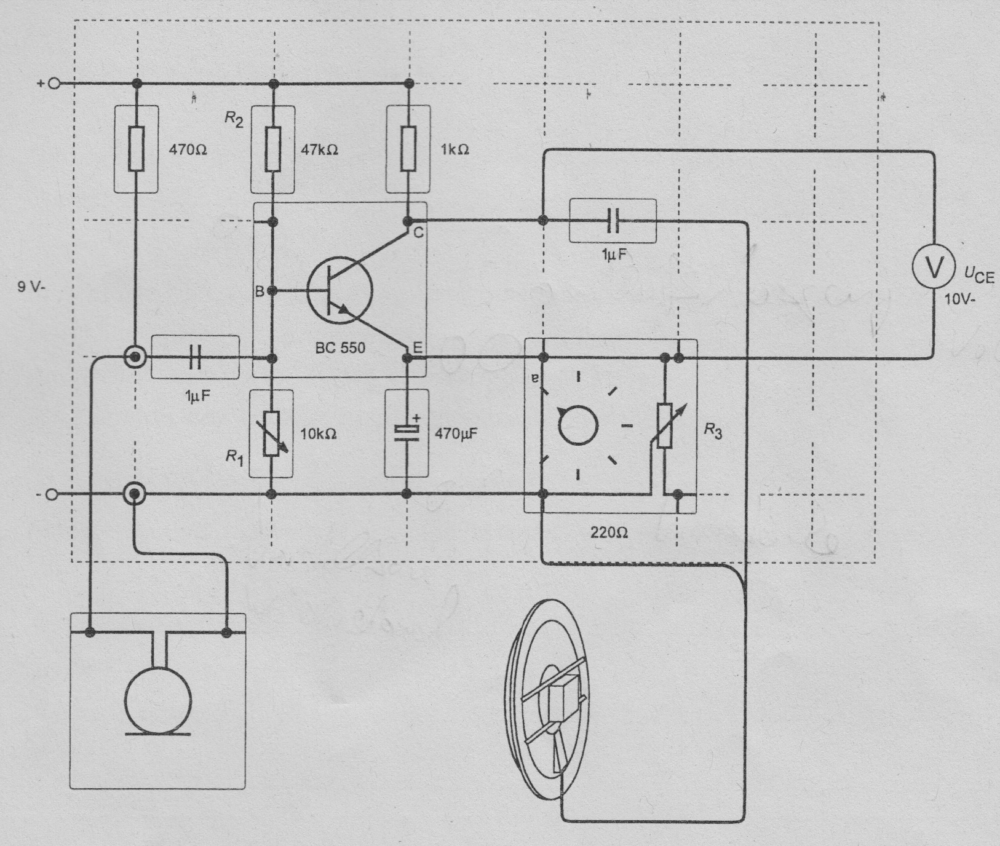 +
R2
470Ω
47kΩ
1kΩ
C
1µF
V
UCE
9 V-
B
10V-
E
BC 550
a
1µF
+
10kΩ
470µF
R3
R1
-
220Ω